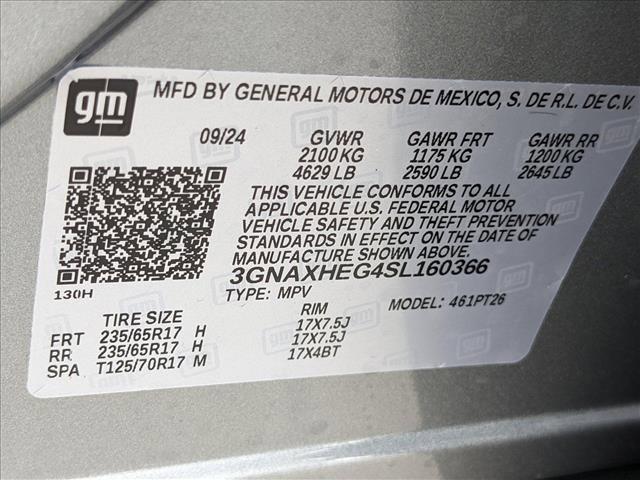 gm
MFD BY GENERAL MOTORS DE MEXICO, S. DE R.L. DE C.V.
09/24 GVWR GAWR FRT GAWR RR
2100 KG 1175 KG 1200 KG
4629 LB 2590 LB 2645 LB
THIS VEHICLE CONFORMS TO ALL
APPLICABLE U.S. FEDERAL MOTOR
VEHICLE SAFETY AND THEFT PREVENTION
STANDARDS IN EFFECT ON THE DATE OF
MANUFACTURE SHOWN ABOVE.
3GNAXHEG4SL160366
130H TYPE: MPV MODEL: 461PT26
TIRE SIZE RIM
FRT 235/65R17 H 17X7.5J
RR 235/65R17 H 17X7.5J
SPA T125/70R17 M 17X4BT